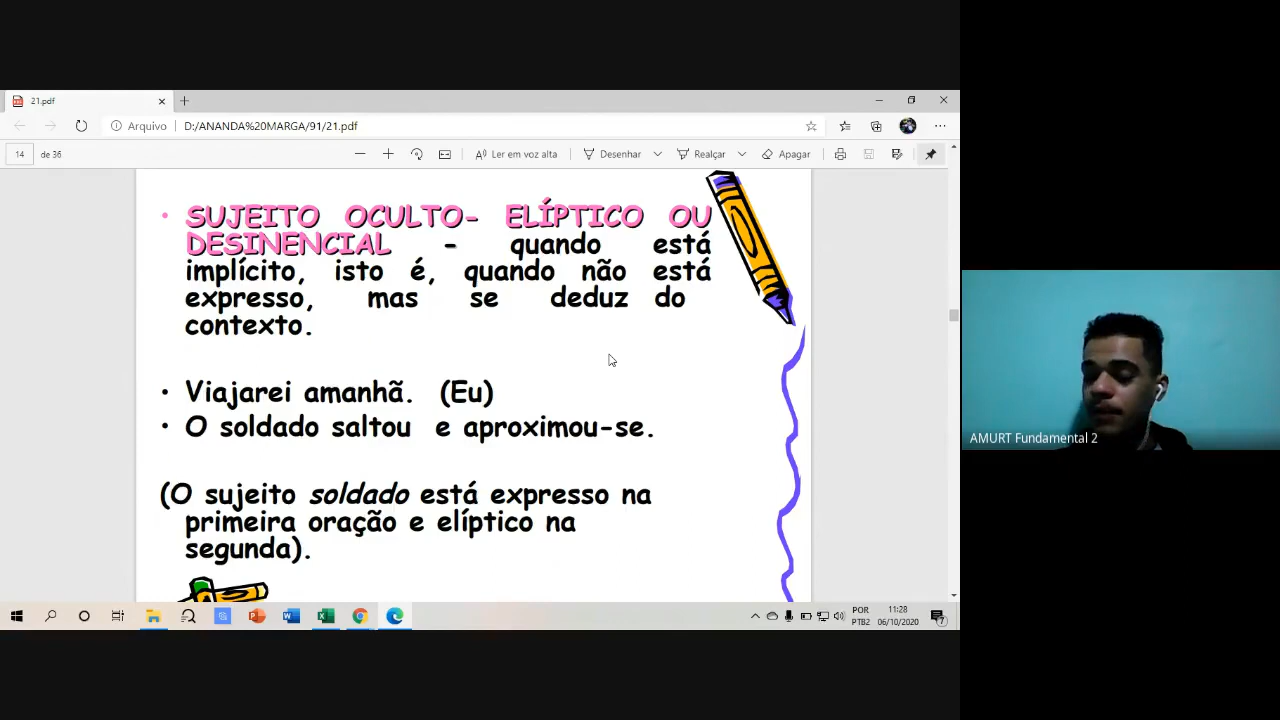 21.pdf
Arquivo
D:/ANANDA%20MARGA/91/21.pdf
14 de 36
Ler em voz alta
Desenhar
Realçar
Apagar
• SUJEITO OCULTO- ELÍPTICO OU
DESINENCIAL - quando está
implícito, isto é, quando não está
expresso, mas se deduz do
contexto.
• Viajarei amanhã. (Eu)
• O soldado saltou e aproximou-se.
(O sujeito soldado está expresso na
primeira oração e elíptico na
segunda).
AMURT Fundamental 2
POR 11:28
PTB2 06/10/2020
7